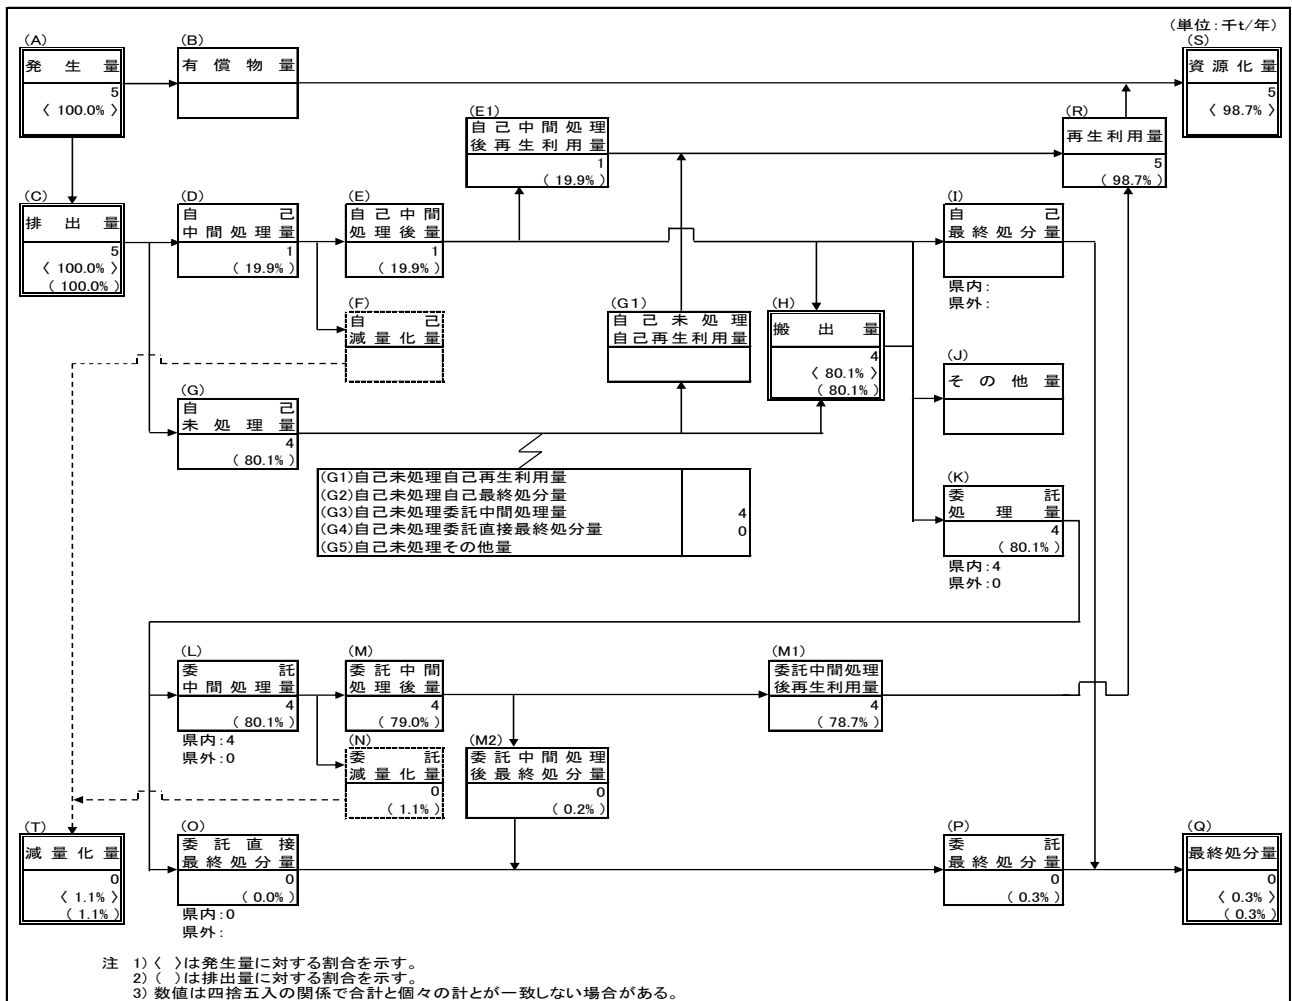 (単位:千t/年)
(A)
発生量
5
〈 100.0% 〉
(B)
有償物量
(S)
資源化量
5
〈 98.7% 〉
(E1)
自己中間処理
後再生利用量
1
( 19.9% )
(R)
再生利用量
5
( 98.7% )
(C)
排出量
5
〈 100.0% 〉
( 100.0% )
(D)
自己
中間処理量
1
( 19.9% )
(E)
自己中間
処理後量
1
( 19.9% )
(I)
自己
最終処分量
県内:
県外:
(F)
自己
減量化量
(G1)
自己未処理
自己再生利用量
(H)
搬出量
4
〈 80.1% 〉
( 80.1% )
(J)
その他量
(G)
自己
未処理量
4
( 80.1% )
(G1)自己未処理自己再生利用量
(G2)自己未処理自己最終処分量
(G3)自己未処理委託中間処理量 4
(G4)自己未処理委託直接最終処分量 0
(G5)自己未処理その他量
(K)
委託
処理量
4
( 80.1% )
県内:4
県外:0
(L)
委託
中間処理量
4
( 80.1% )
県内:4
県外:0
(M)
委託中間
処理後量
4
( 79.0% )
(M1)
委託中間処理
後再生利用量
4
( 78.7% )
(N)
委託
減量化量
0
( 1.1% )
(M2)
委託中間処理
後最終処分量
0
( 0.2% )
(T)
減量化量
0
〈 1.1% 〉
( 1.1% )
(O)
委託直接
最終処分量
0
( 0.0% )
県内:0
県外:
(P)
委託
最終処分量
0
( 0.3% )
(Q)
最終処分量
0
〈 0.3% 〉
( 0.3% )
注 1)〈 〉は発生量に対する割合を示す。
2)( )は排出量に対する割合を示す。
3) 数値は四捨五入の関係で合計と個々の計とが一致しない場合がある。